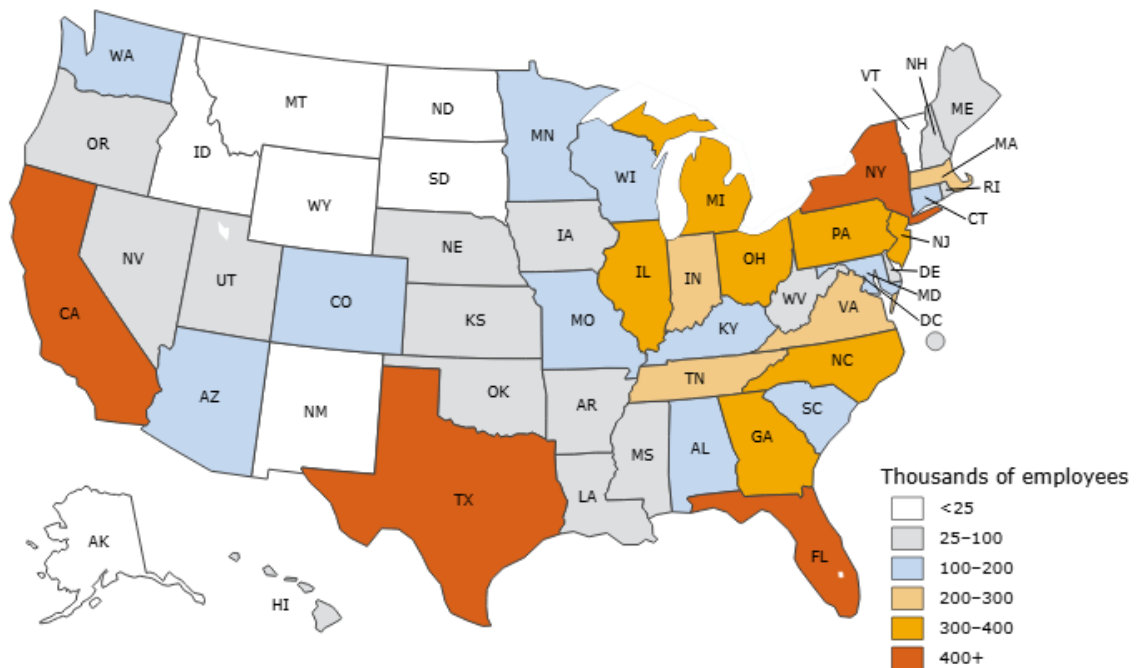 WA
MT
ND
MN
OR
ID
SD
WI
WY
MI
VT
NH
ME
MA
NY
RI
CT
NV
UT
NE
IA
IL
IN
OH
PA
NJ
DE
MD
DC
CA
CO
KS
MO
KY
WV
VA
AZ
NM
OK
AR
TN
NC
SC
TX
LA
MS
AL
GA
FL
AK
HI
Thousands of employees
<25
25–100
100–200
200–300
300–400
400+